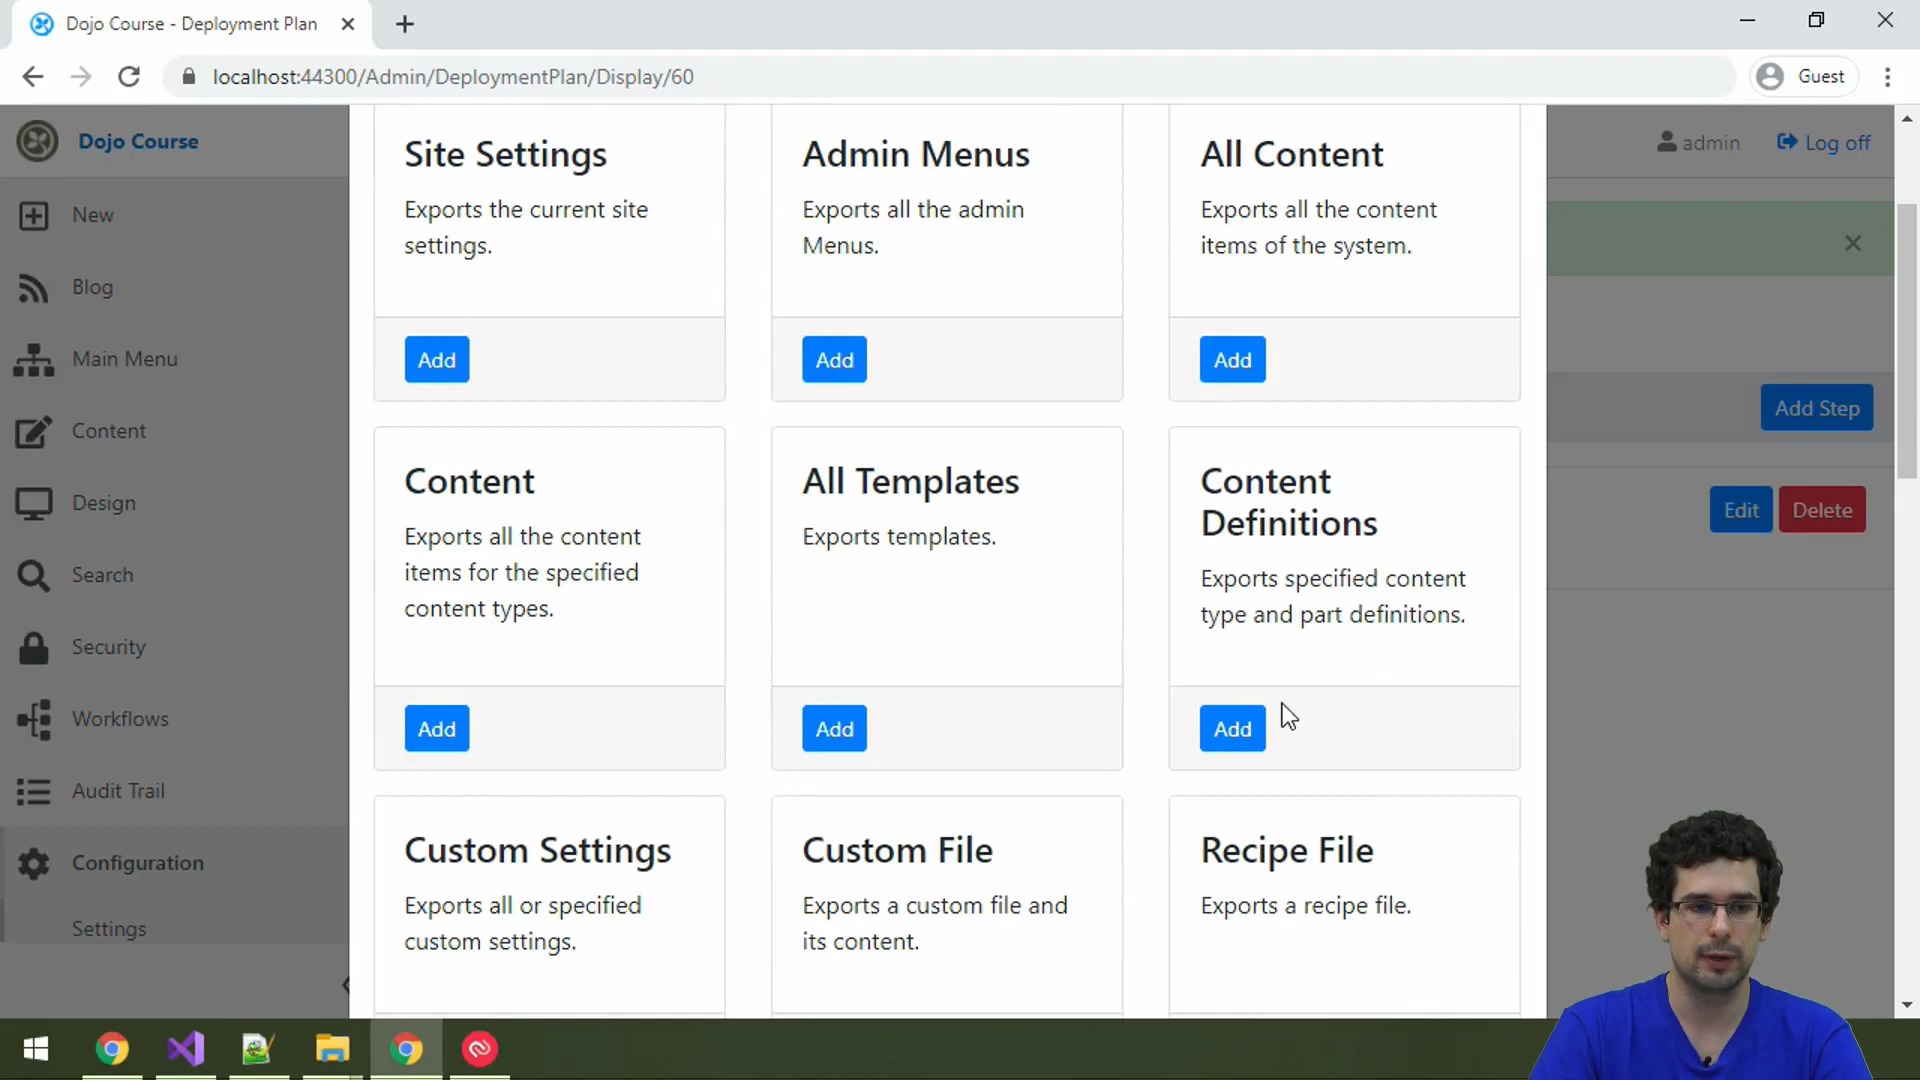 Dojo Course - Deployment Plan
localhost:44300/Admin/DeploymentPlan/Display/60
Guest
Dojo Course
admin
Log off
New
Blog
Main Menu
Content
Design
Search
Security
Workflows
Audit Trail
Configuration
Settings
Site Settings
Exports the current site
settings.
Add
Admin Menus
Exports all the admin
Menus.
Add
All Content
Exports all the content
items of the system.
Add
Content
Exports all the content
items for the specified
content types.
Add
All Templates
Exports templates.
Add
Content
Definitions
Exports specified content
type and part definitions.
Add
Custom Settings
Exports all or specified
custom settings.
Custom File
Exports a custom file and
its content.
Recipe File
Exports a recipe file.
Add Step
Edit
Delete